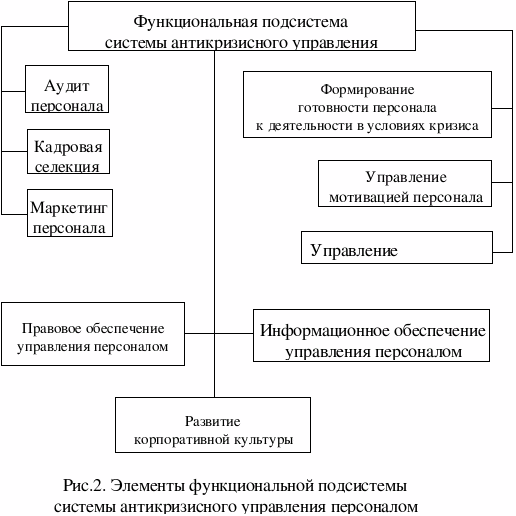 Функциональная подсистема
системы антикризисного управления
Аудит
персонала
Кадровая
селекция
Маркетинг
персонала
Формирование
готовности персонала
к деятельности в условиях кризиса
Управление
мотивацией персонала
Управление
Правовое обеспечение
управления персоналом
Информационное обеспечение
управления персоналом
Развитие
корпоративной культуры
Рис.2. Элементы функциональной подсистемы
системы антикризисного управления персоналом